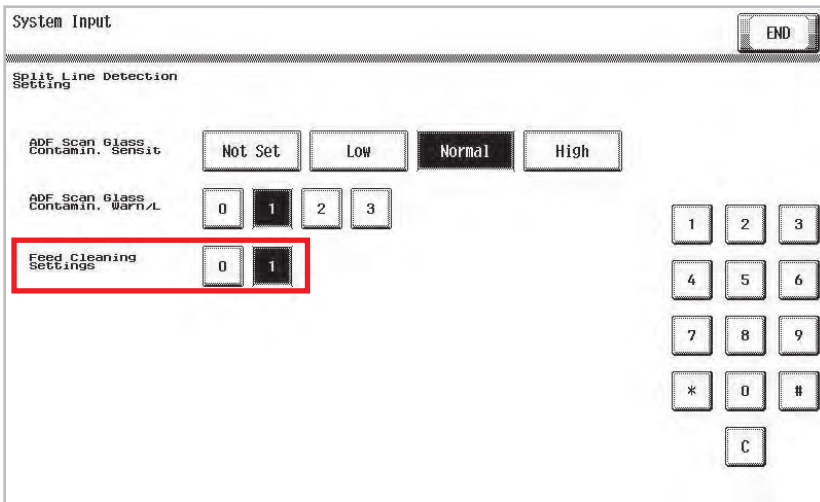 System Input
END
Split Line Detection
Setting
ADF Scan Glass
Contamin. Sensit
Not Set Low Normal High
ADF Scan Glass
Contamin. Warn/L
0 1 2 3
Feed Cleaning
Settings
0 1
1 2 3
4 5 6
7 8 9
* 0 #
C